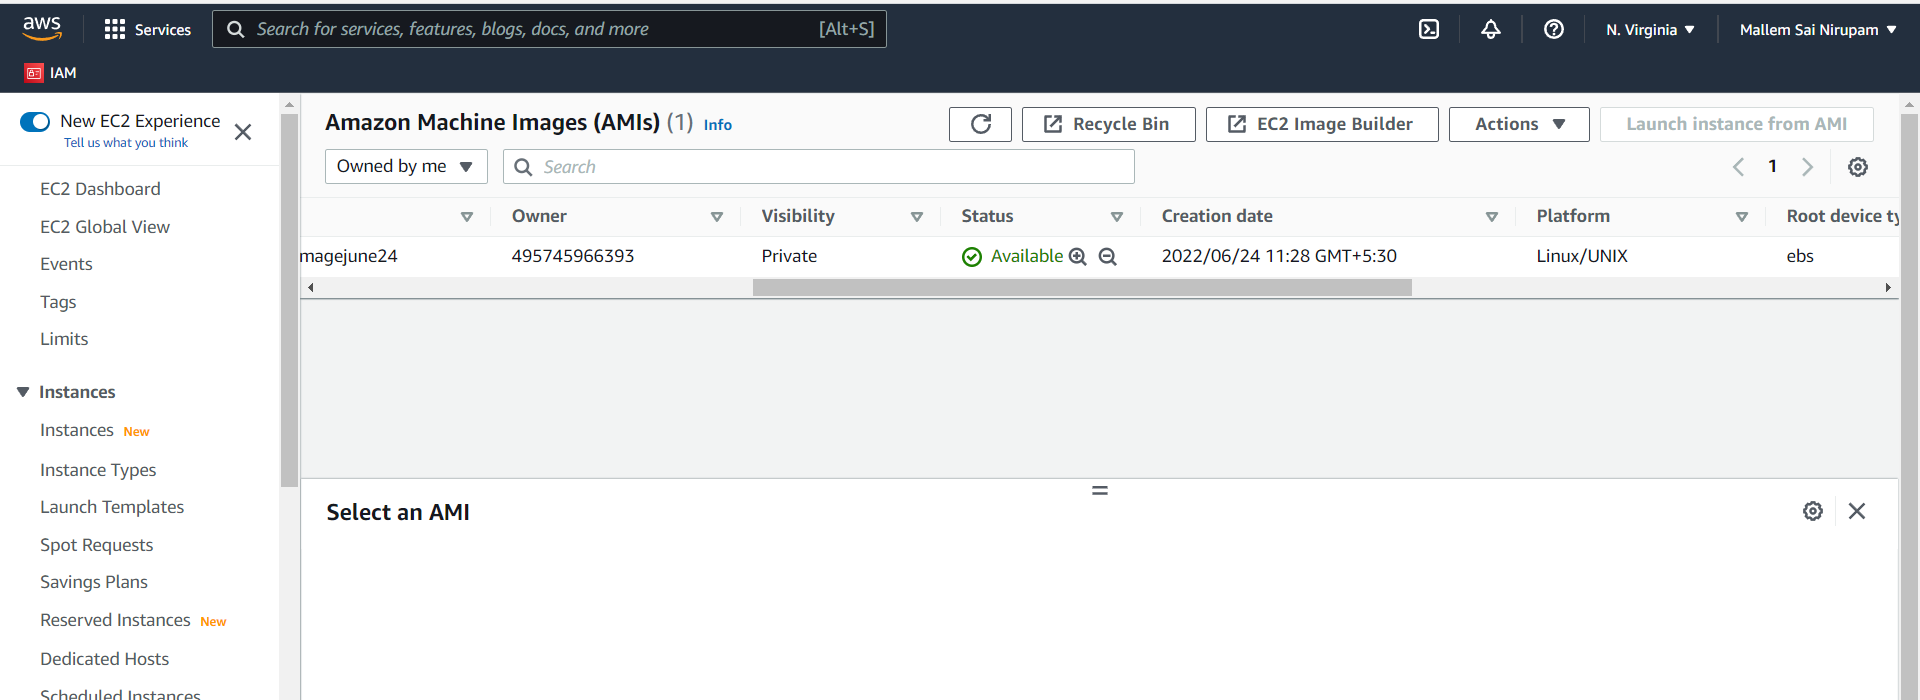 aws
Services
Search for services, features, blogs, docs, and more [Alt+S]
N. Virginia
Mallem Sai Nirupam
IAM
New EC2 Experience
Tell us what you think
EC2 Dashboard
EC2 Global View
Events
Tags
Limits
Instances
Instances New
Instance Types
Launch Templates
Spot Requests
Savings Plans
Reserved Instances New
Dedicated Hosts
Scheduled Instances
Amazon Machine Images (AMIs) (1) Info
Recycle Bin
EC2 Image Builder
Actions
Launch instance from AMI
Owned by me
Search
1
Owner Visibility Status Creation date Platform Root device ty
magejune24 495745966393 Private Available 2022/06/24 11:28 GMT+5:30 Linux/UNIX ebs
Select an AMI